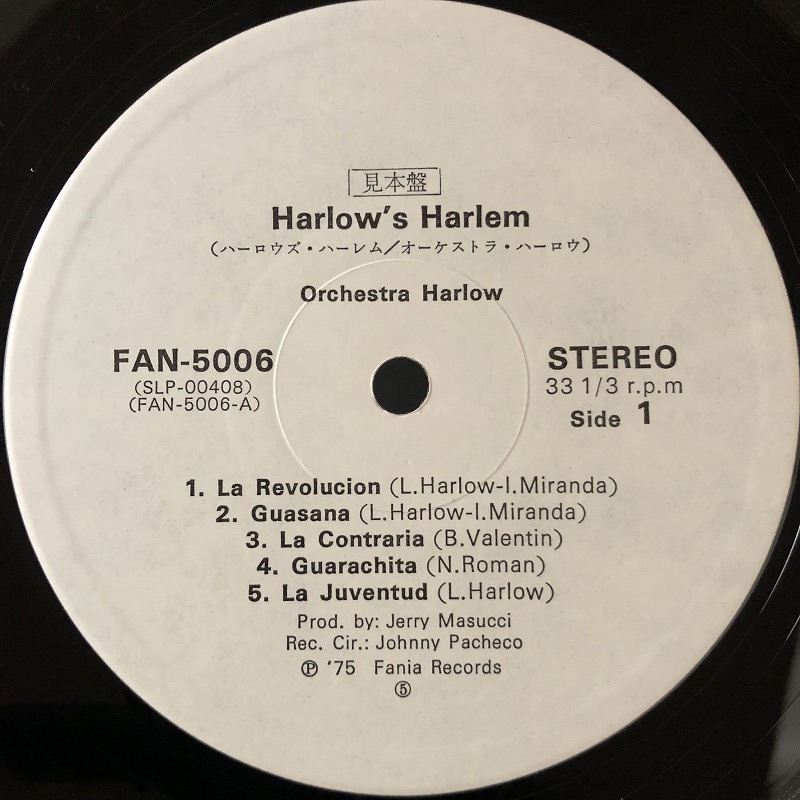 見本盤
Harlow's Harlem
(ハーロウズ・ハーレム/オーケストラ・ハーロウ)
Orchestra Harlow
FAN-5006
(SLP-00408)
(FAN-5006-A)
STEREO
33 1/3 r.p.m
Side 1
1. La Revolucion (L.Harlow-I.Miranda)
2. Guasana (L.Harlow-I.Miranda)
3. La Contraria (B.Valentin)
4. Guarachita (N.Roman)
5. La Juventud (L.Harlow)
Prod. by: Jerry Masucci
Rec. Cir.: Johnny Pacheco
℗ '75 Fania Records
⑤